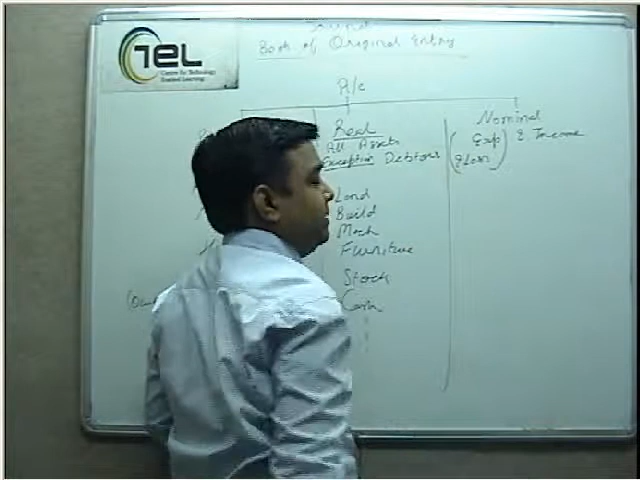 Journal
Book of Original Entry
TEL
Centre for Technology
Enabled Learning
A/c
Real
All Assets
Exception Debtors
Land
Build
Mach
Furniture
Stock
Cash
Nominal
(Exp & Loss) & Income